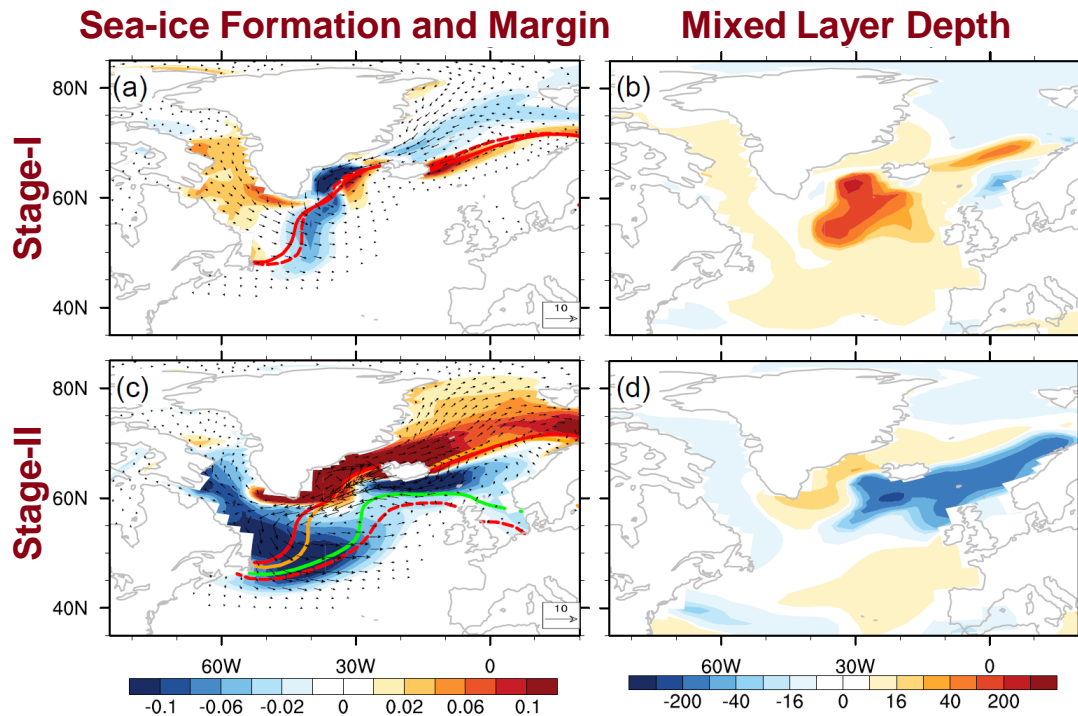 Sea-ice Formation and Margin Mixed Layer Depth
Stage-I
80N (a) (b)
60N
40N
10
Stage-II
80N (c) (d)
60N
40N
10
60W 30W 0 60W 30W 0
-0.1 -0.06 -0.02 0 0.02 0.06 0.1 -200 -40 -16 0 16 40 200